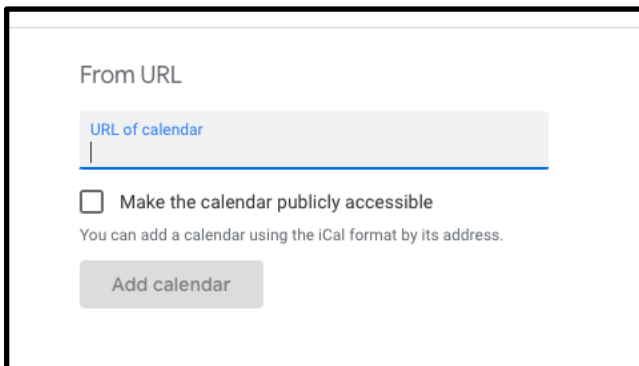 From URL
URL of calendar
Make the calendar publicly accessible
You can add a calendar using the iCal format by its address.
Add calendar